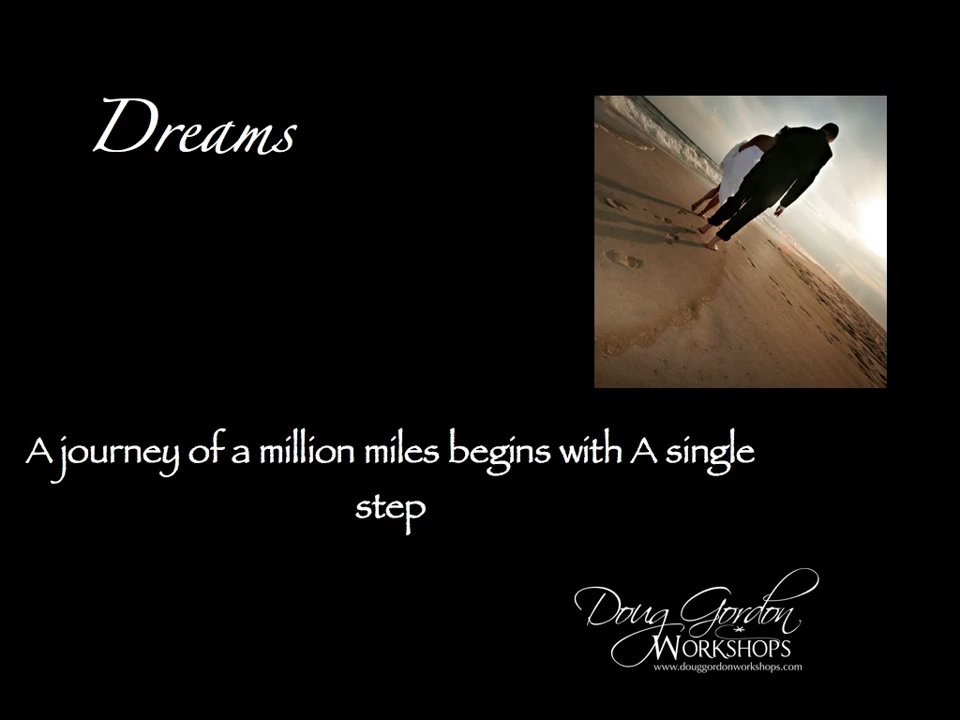 Dreams
A journey of a million miles begins with A single
step
Doug Gordon
WORKSHOPS
www.douggordonworkshops.com